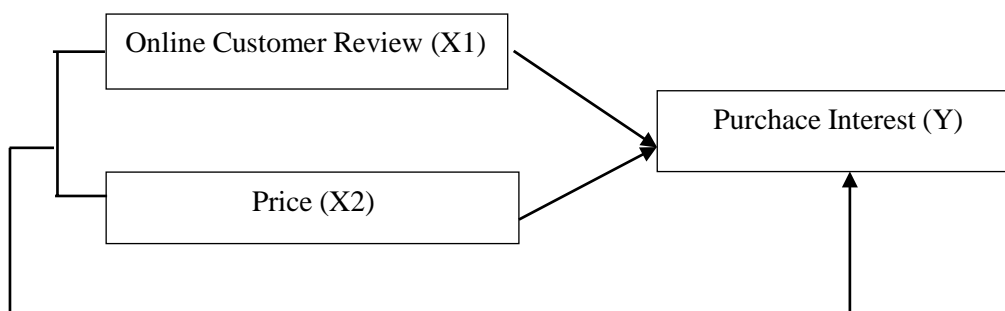 Online Customer Review (X1)
Purchace Interest (Y)
Price (X2)